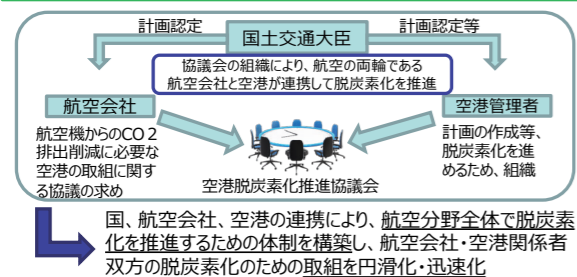 計画認定
国土交通大臣
計画認定等
協議会の組織により、航空の両輪である
航空会社と空港が連携して脱炭素化を推進
航空会社
空港管理者
航空機からのCO2
排出削減に必要な
空港の取組に関す
る協議の求め
計画の作成等、
脱炭素化を進
めるため、組織
空港脱炭素化推進協議会
国、航空会社、空港の連携により、航空分野全体で脱炭素
化を推進するための体制を構築し、航空会社・空港関係者
双方の脱炭素化のための取組を円滑化・迅速化